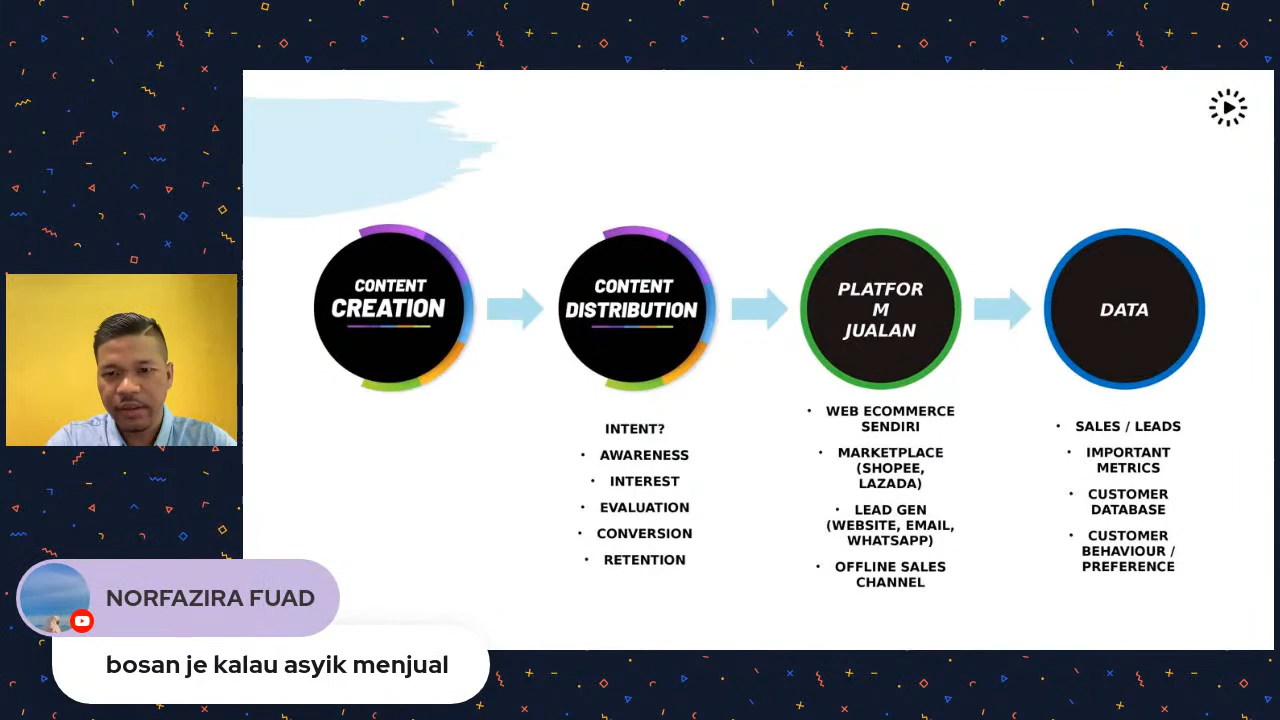 CONTENT
CREATION
CONTENT
DISTRIBUTION
INTENT?
• AWARENESS
• INTEREST
• EVALUATION
• CONVERSION
• RETENTION
PLATFOR
M
JUALAN
• WEB ECOMMERCE
SENDIRI
• MARKETPLACE
(SHOPEE,
LAZADA)
• LEAD GEN
(WEBSITE, EMAIL,
WHATSAPP)
• OFFLINE SALES
CHANNEL
DATA
• SALES / LEADS
• IMPORTANT
METRICS
• CUSTOMER
DATABASE
• CUSTOMER
BEHAVIOUR /
PREFERENCE
NORFAZIRA FUAD
bosan je kalau asyik menjual